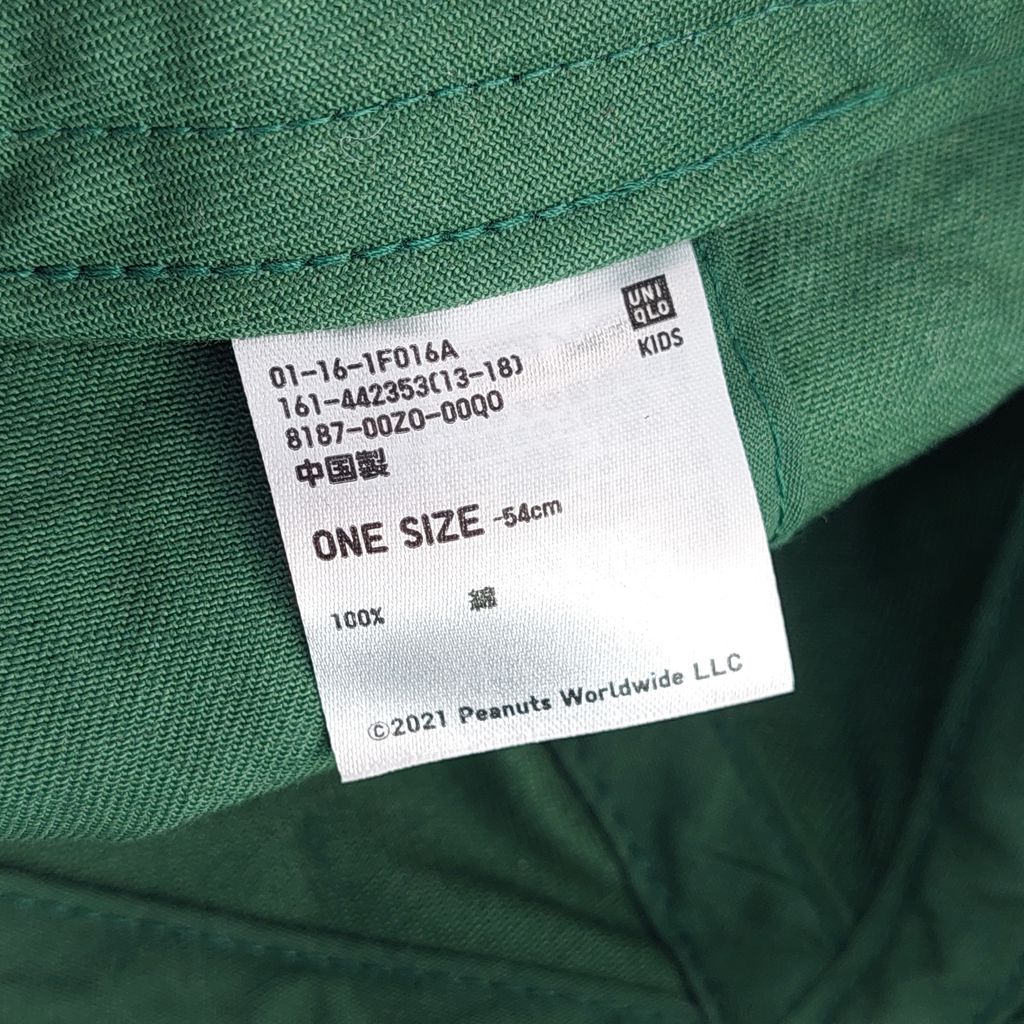 UNI
QLO
KIDS
01-16-1F016A
161-442353(13-18)
8187-00Z0-00Q0
中国製
ONE SIZE -54cm
100% 綿
©2021 Peanuts Worldwide LLC